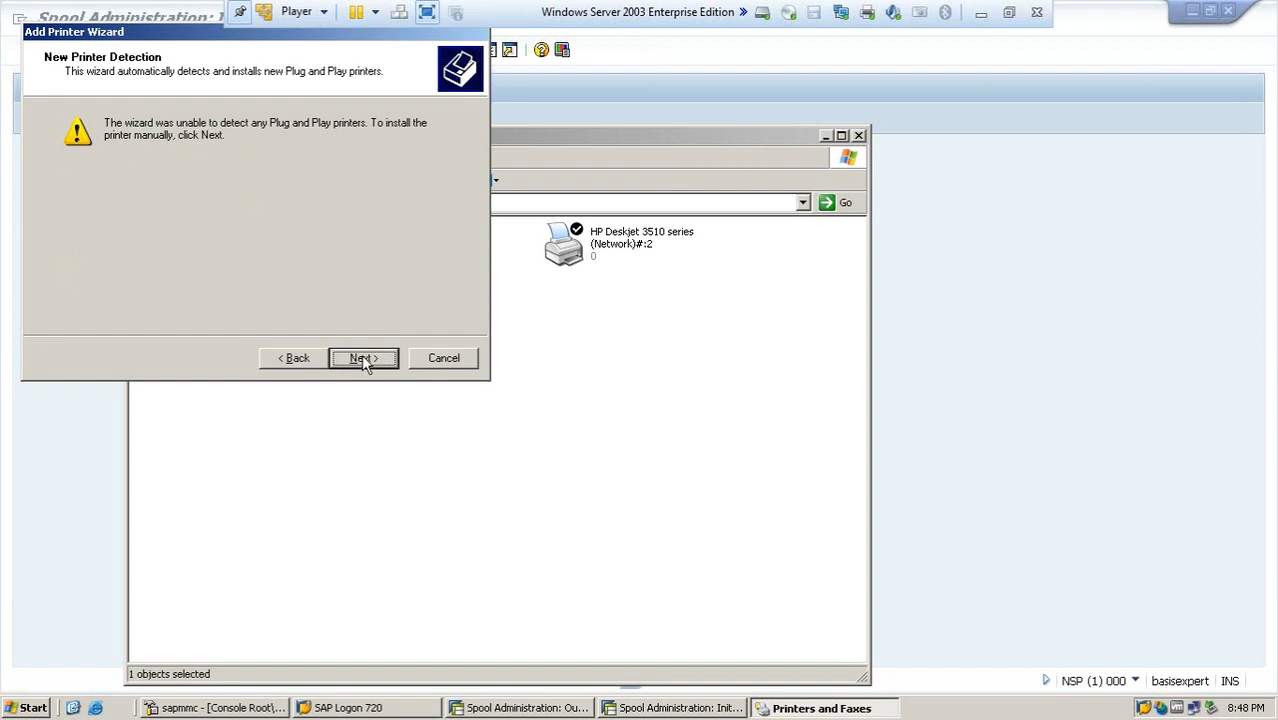 Spool Administration: I
Player
Windows Server 2003 Enterprise Edition
Add Printer Wizard
New Printer Detection
This wizard automatically detects and installs new Plug and Play printers.
The wizard was unable to detect any Plug and Play printers. To install the
printer manually, click Next.
< Back
Next >
Cancel
Go
HP Deskjet 3510 series
(Network)#:2
0
1 objects selected
NSP (1) 000
basisexpert
INS
Start
sapmmc - [Console Root\...
SAP Logon 720
Spool Administration: Ou...
Spool Administration: Init...
Printers and Faxes
8:48 PM